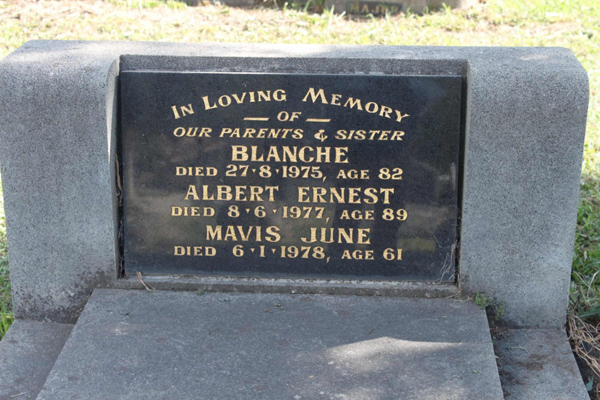 In Loving Memory
— OF —
OUR PARENTS & SISTER
BLANCHE
DIED 27·8·1975, AGE 82
ALBERT ERNEST
DIED 8·6·1977, AGE 89
MAVIS JUNE
DIED 6·1·1978, AGE 61